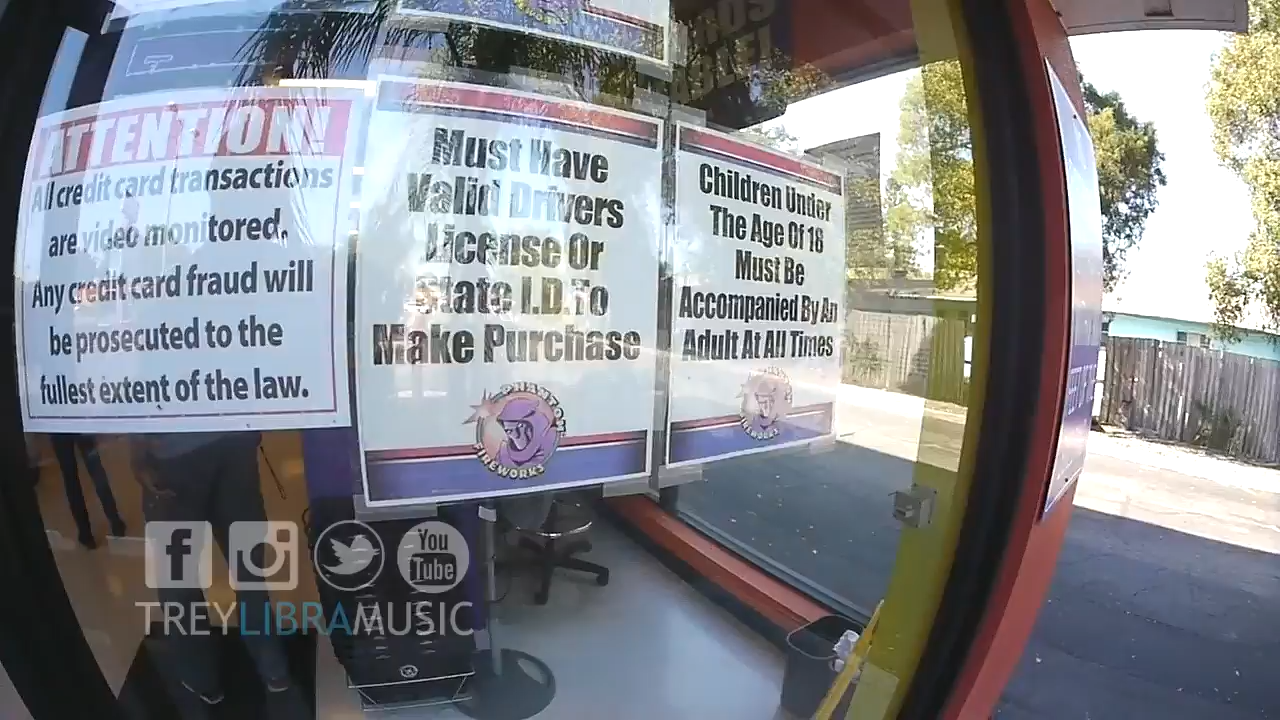 ATTENTION!
All credit card transactions
are video monitored.
Any credit card fraud will
be prosecuted to the
fullest extent of the law.
Must Have
Valid Drivers
License Or
State I.D. To
Make Purchase
PHANTOM
FIREWORKS
Children Under
The Age Of 18
Must Be
Accompanied By An
Adult At All Times
FIREWORKS
You
Tube
TREYLIBRAMUSIC